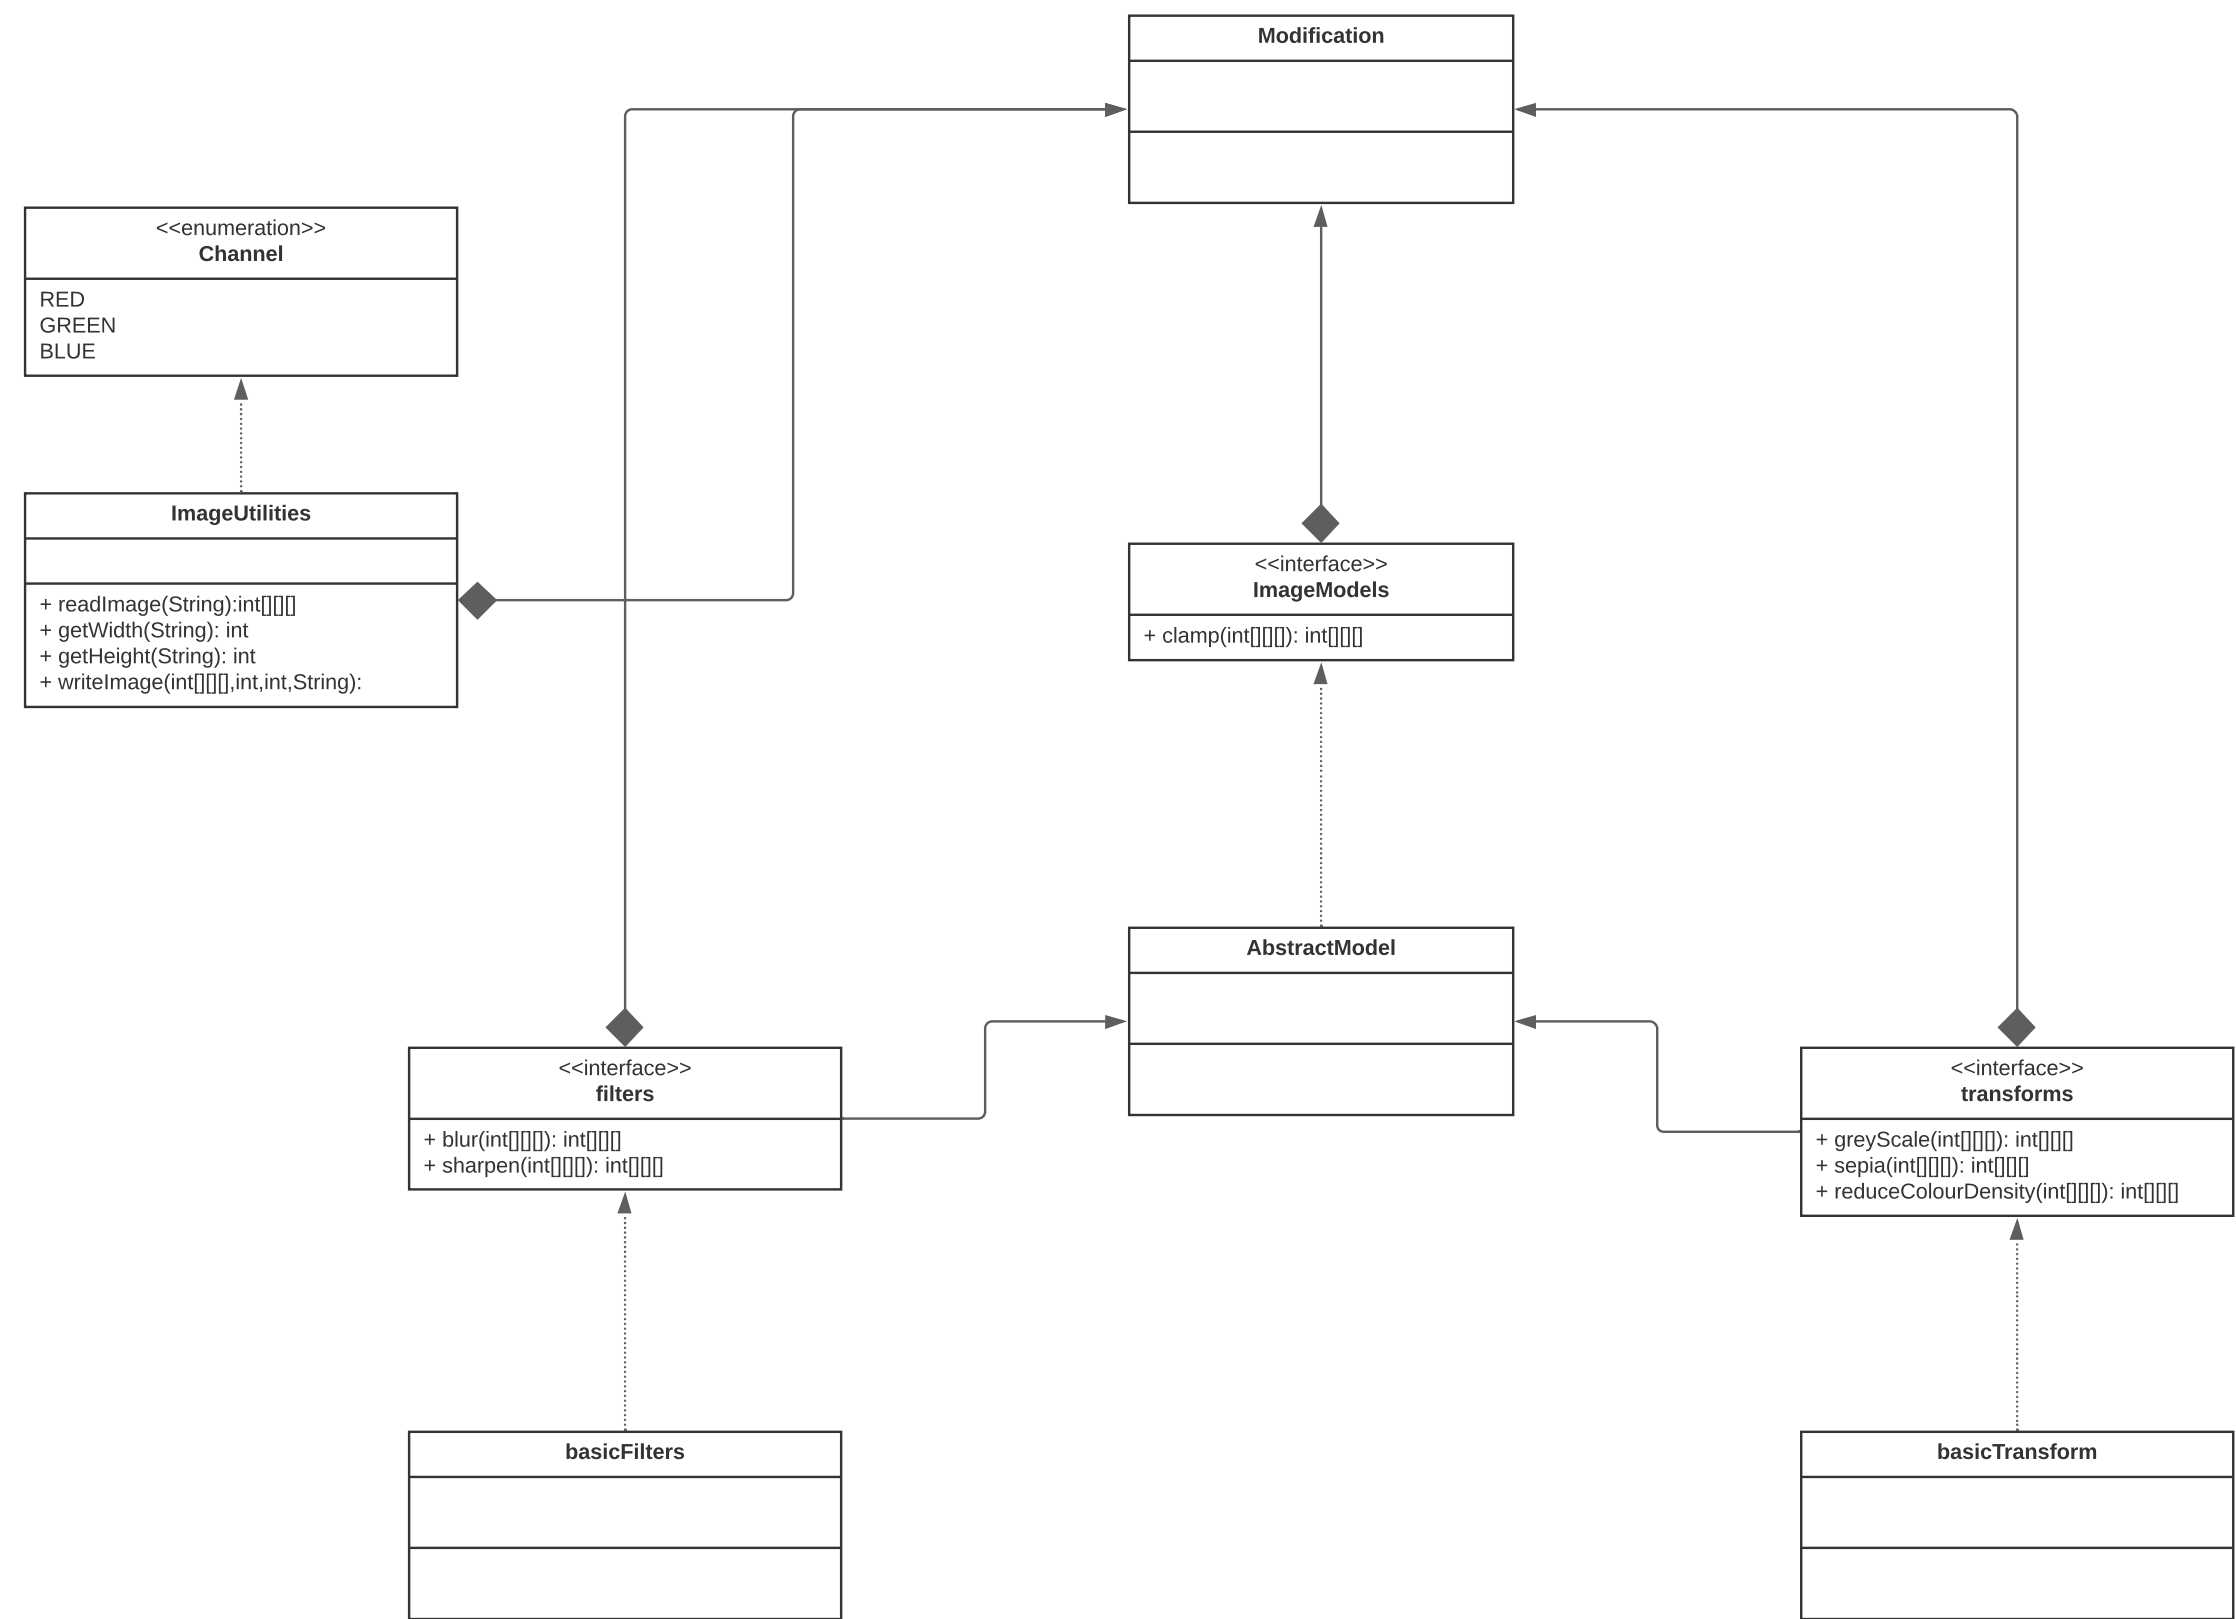 Modification
<<enumeration>>
Channel
RED
GREEN
BLUE
ImageUtilities
+ readImage(String):int[][][]
+ getWidth(String): int
+ getHeight(String): int
+ writeImage(int[][][],int,int,String):
<<interface>>
ImageModels
+ clamp(int[][][]): int[][][]
AbstractModel
<<interface>>
filters
+ blur(int[][][]): int[][][]
+ sharpen(int[][][]): int[][][]
<<interface>>
transforms
+ greyScale(int[][][]): int[][][]
+ sepia(int[][][]): int[][][]
+ reduceColourDensity(int[][][]): int[][][]
basicFilters
basicTransform